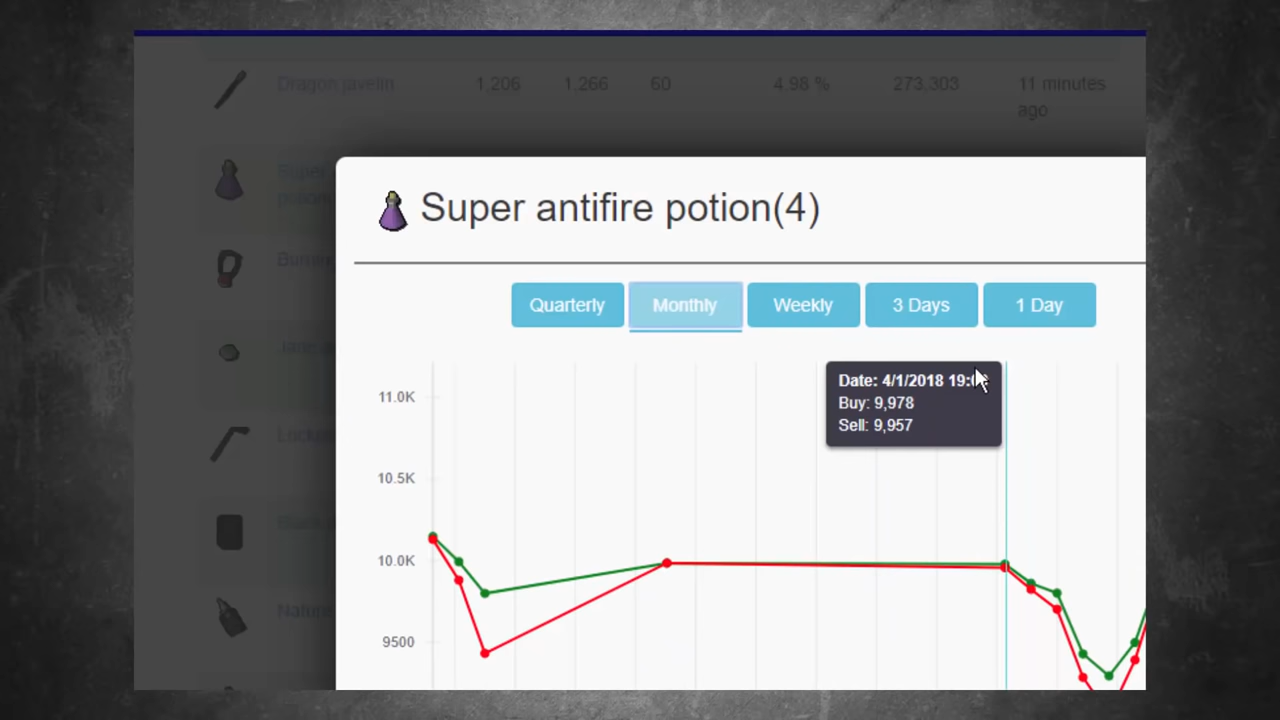 Dragon javelin 1,206 1,266 60 4.98 % 273.303 11 minutes
ago
Super
Super antifire potion(4)
Quarterly Monthly Weekly 3 Days 1 Day
Date: 4/1/2018
Buy: 9,978
Sell: 9,957
11.0K
10.5K
10.0K
9500